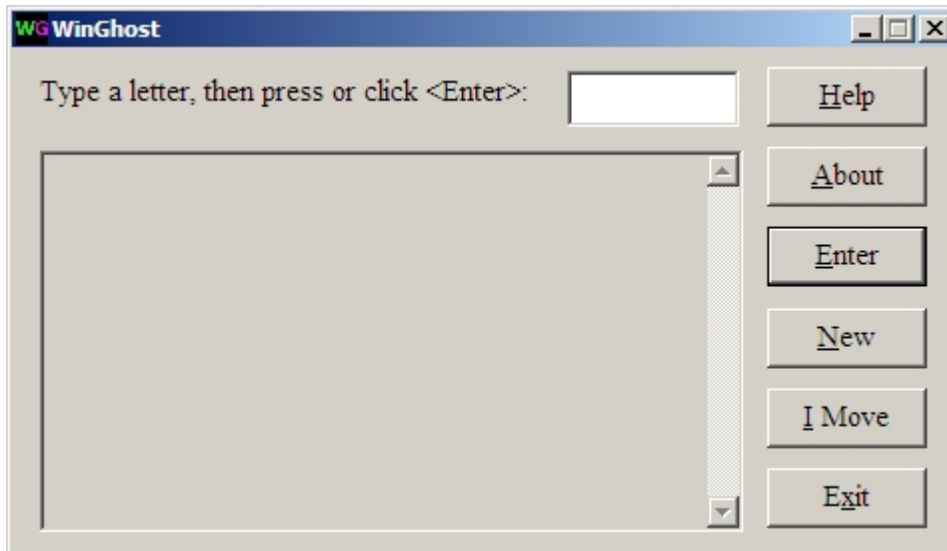 WG WinGhost
Type a letter, then press or click <Enter>:
Help
About
Enter
New
I Move
Exit